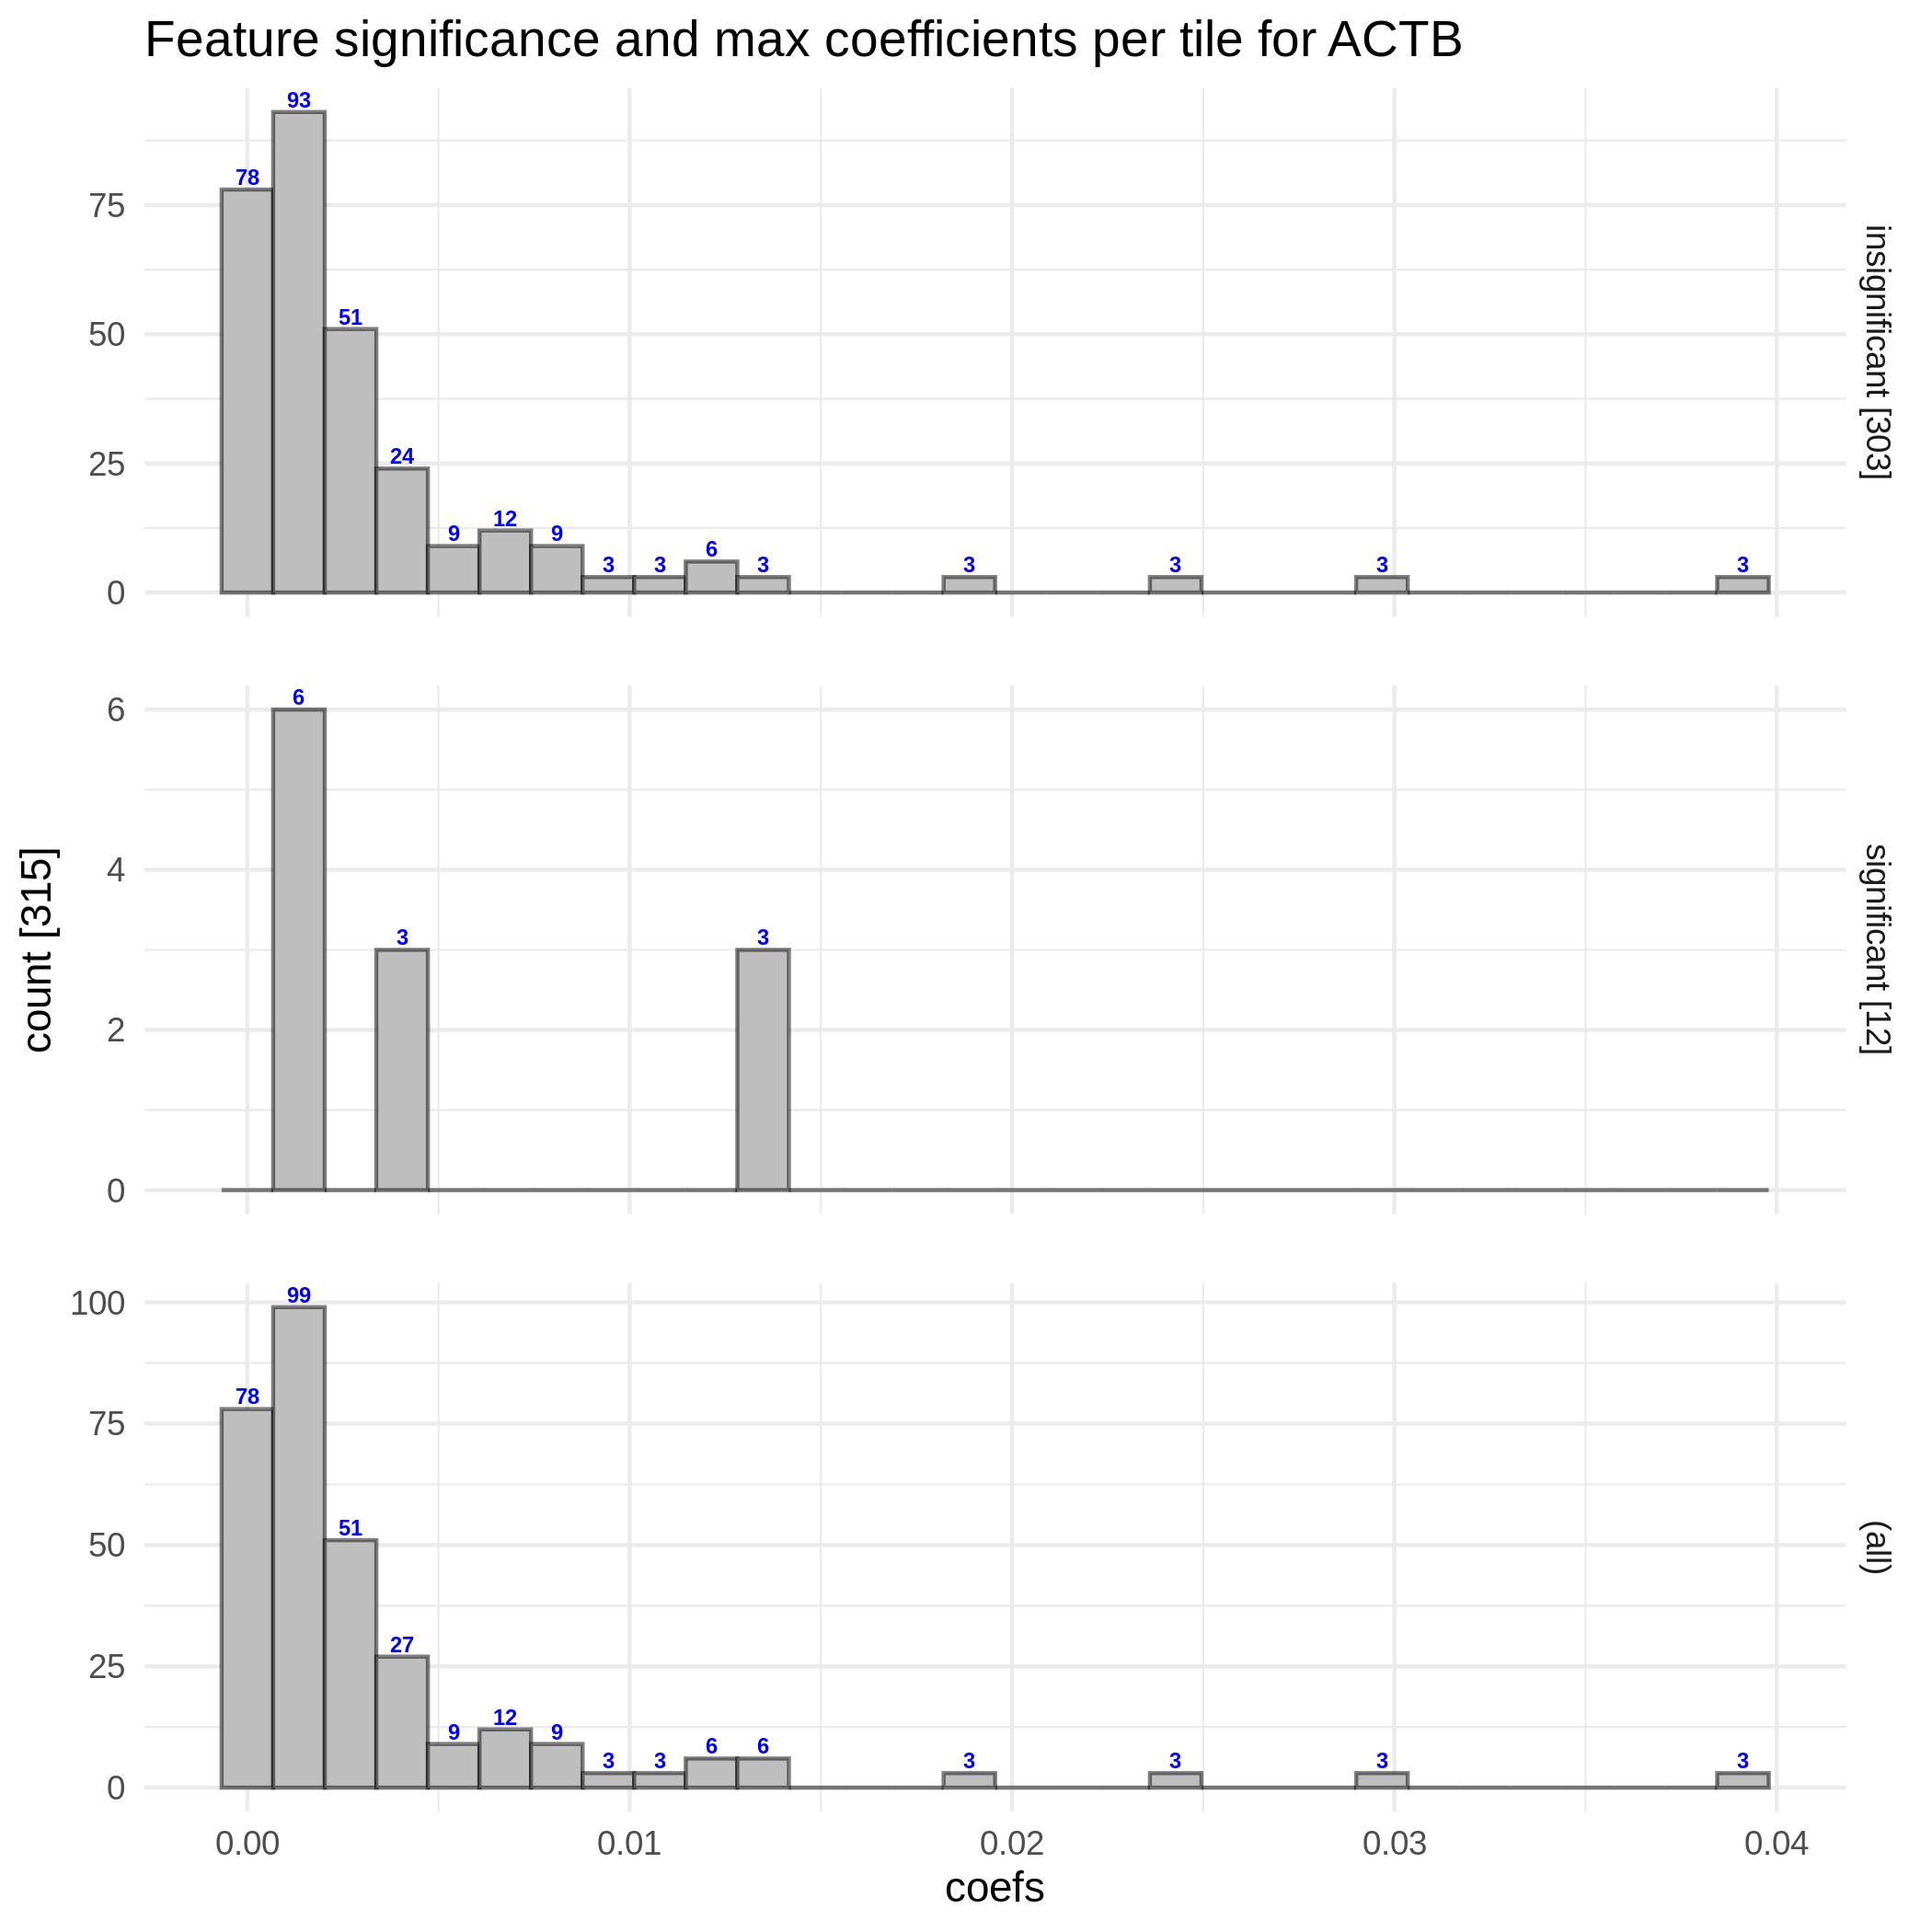 Feature significance and max coefficients per tile for ACTB
93
78
51
24
9 12 9 3 3 6 3 3 3 3 3
75
50
25
0
insignificant [303]
6
3 3
6
4
2
0
significant [12]
count [315]
99
78
51
27
9 12 9 3 3 6 6 3 3 3 3
100
75
50
25
0
(all)
0.00 0.01 0.02 0.03 0.04
coefs